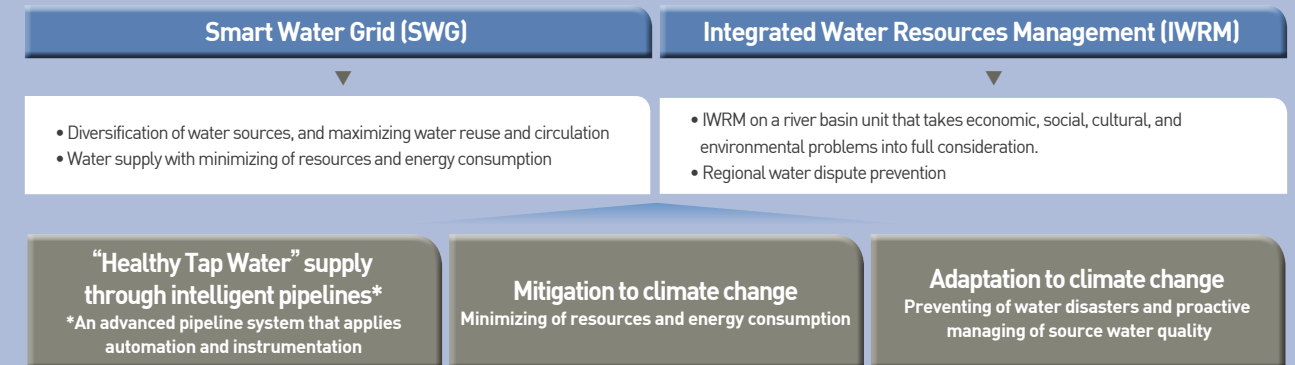 Smart Water Grid (SWG)
• Diversification of water sources, and maximizing water reuse and circulation
• Water supply with minimizing of resources and energy consumption
Integrated Water Resources Management (IWRM)
• IWRM on a river basin unit that takes economic, social, cultural, and
environmental problems into full consideration.
• Regional water dispute prevention
“Healthy Tap Water” supply
through intelligent pipelines*
*An advanced pipeline system that applies
automation and instrumentation
Mitigation to climate change
Minimizing of resources and energy consumption
Adaptation to climate change
Preventing of water disasters and proactive
managing of source water quality